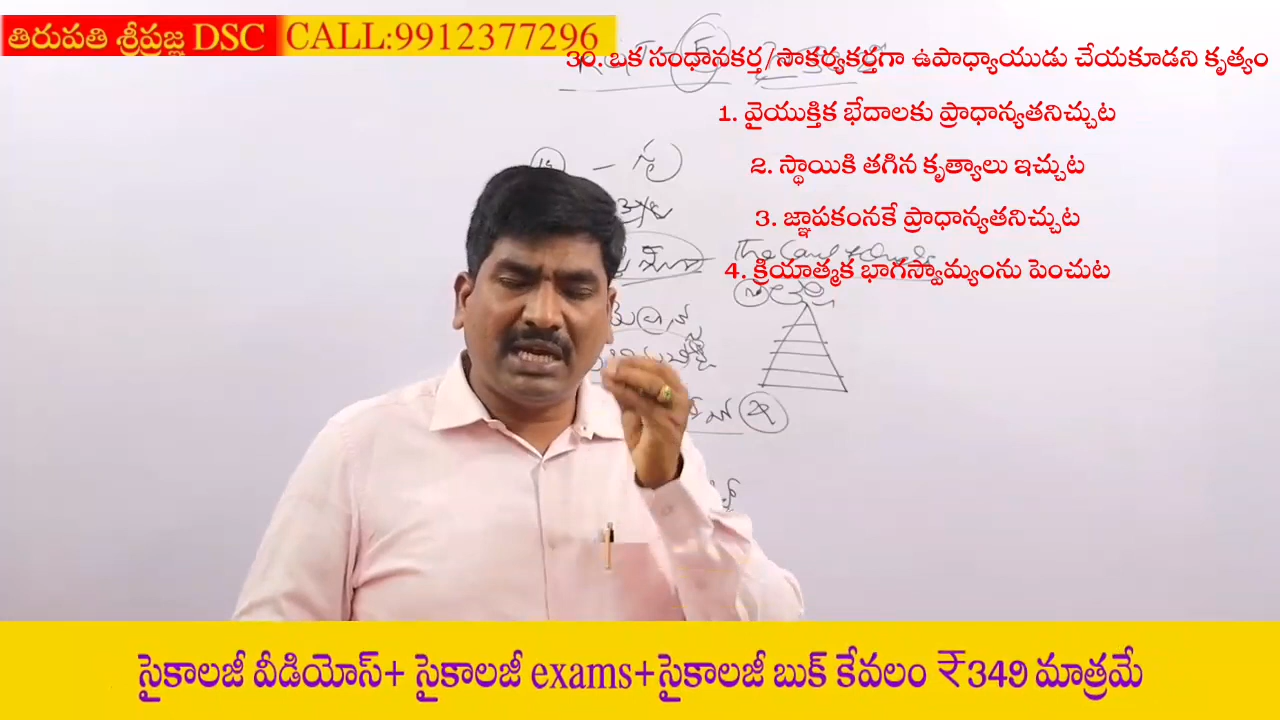 తిరుపతి శ్రీప్రజ్ఞ DSC CALL:9912377296
30. ఒక సంధానకర్త/సౌకర్యకర్తగా ఉపాధ్యాయుడు చేయకూడని కృత్యం
1. వైయుక్తిక భేదాలకు ప్రాధాన్యతనిచ్చుట
2. స్థాయికి తగిన కృత్యాలు ఇచ్చుట
3. జ్ఞాపకంనకే ప్రాధాన్యతనిచ్చుట
4. క్రియాత్మక భాగస్వామ్యంను పెంచుట
సైకాలజీ వీడియోస్+ సైకాలజీ exams+సైకాలజీ బుక్ కేవలం ₹349 మాత్రమే